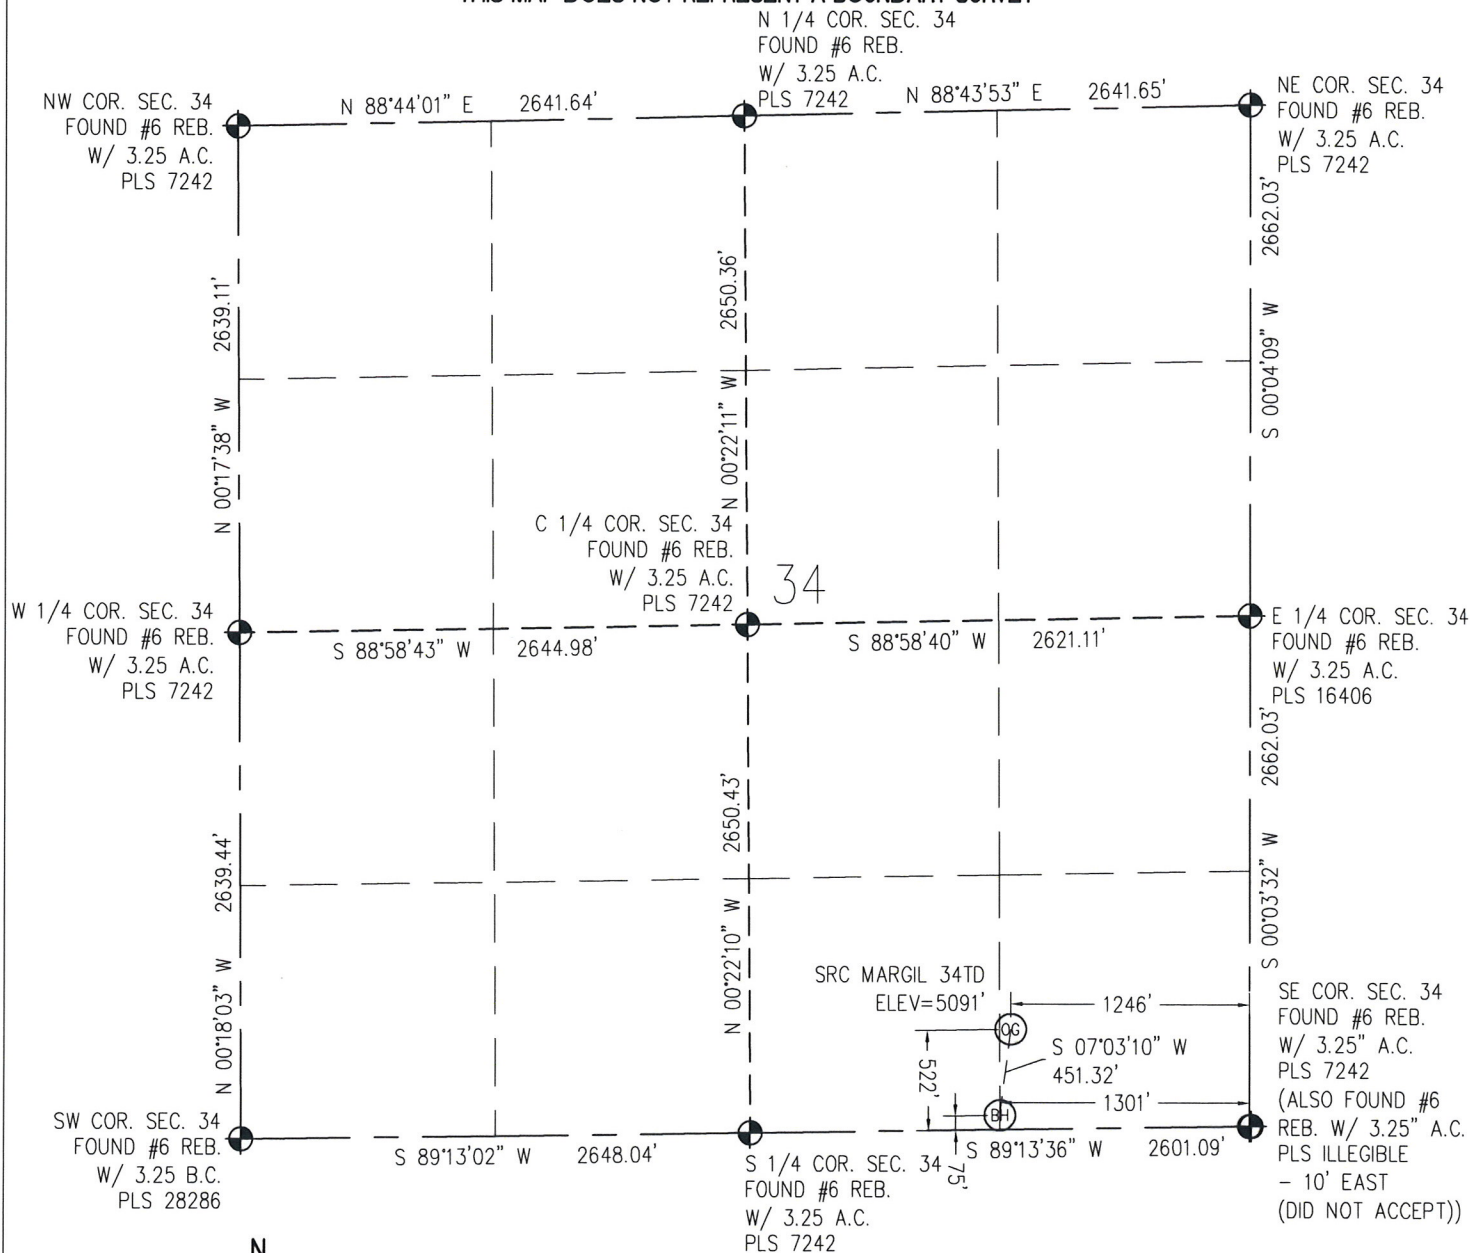 THIS MAP DOES NOT REPRESENT A BOUNDARY SURVEY
N 1/4 COR. SEC. 34
FOUND #6 REB.
W/ 3.25 A.C.
PLS 7242
NW COR. SEC. 34
FOUND #6 REB.
W/ 3.25 A.C.
PLS 7242
N 88°44'01" E 2641.64'
N 88°43'53" E 2641.65'
NE COR. SEC. 34
FOUND #6 REB.
W/ 3.25 A.C.
PLS 7242
2639.11'
N 00°17'38" W
2650.36'
N 00°22'11" W
2662.03'
S 00°04'09" W
C 1/4 COR. SEC. 34
FOUND #6 REB.
W/ 3.25 A.C.
PLS 7242
34
W 1/4 COR. SEC. 34
FOUND #6 REB.
W/ 3.25 A.C.
PLS 7242
S 88°58'43" W 2644.98'
S 88°58'40" W 2621.11'
E 1/4 COR. SEC. 34
FOUND #6 REB.
W/ 3.25 A.C.
PLS 16406
2639.44'
N 00°18'03" W
2650.43'
N 00°22'10" W
2662.03'
S 00°03'32" W
SRC MARGIL 34TD
ELEV=5091'
1246'
OG
522'
S 07°03'10" W
451.32'
1301'
BH
75'
SE COR. SEC. 34
FOUND #6 REB.
W/ 3.25" A.C.
PLS 7242
(ALSO FOUND #6
REB. W/ 3.25" A.C.
PLS ILLEGIBLE
- 10' EAST
(DID NOT ACCEPT))
SW COR. SEC. 34
FOUND #6 REB.
W/ 3.25 B.C.
PLS 28286
S 89°13'02" W 2648.04'
S 89°13'36" W 2601.09'
S 1/4 COR. SEC. 34
FOUND #6 REB.
W/ 3.25 A.C.
PLS 7242
N